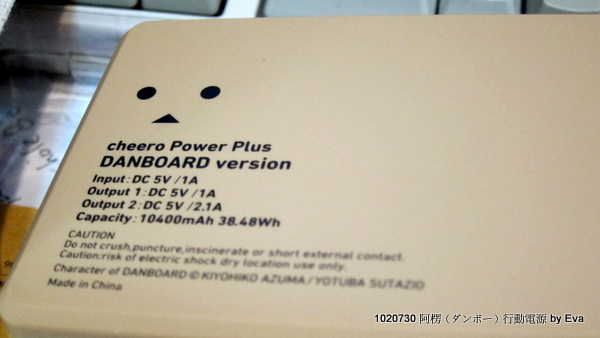 cheero Power Plus
DANBOARD version
Input:DC 5V /1A
Output 1:DC 5V /1A
Output 2:DC 5V /2.1A
Capacity:10400mAh 38.48Wh
CAUTION
Do not crush,puncture,inscinerate or short external contact.
Caution:risk of electric shock dry location use only.
Character of DANBOARD © KIYOHIKO AZUMA / YOTUBA SUTAZIO
Made in China
1020730 阿楞 (ダンボー) 行動電源 by Eva